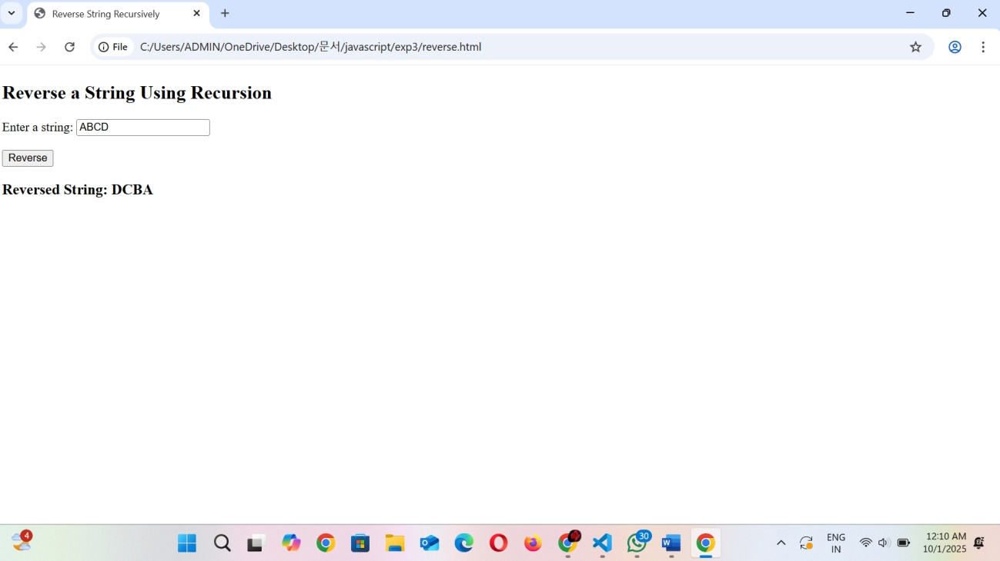 Reverse String Recursively
File C:/Users/ADMIN/OneDrive/Desktop/문서/javascript/exp3/reverse.html
Reverse a String Using Recursion
Enter a string: ABCD
Reverse
Reversed String: DCBA
4
30
ENG
IN
12:10 AM
10/1/2025